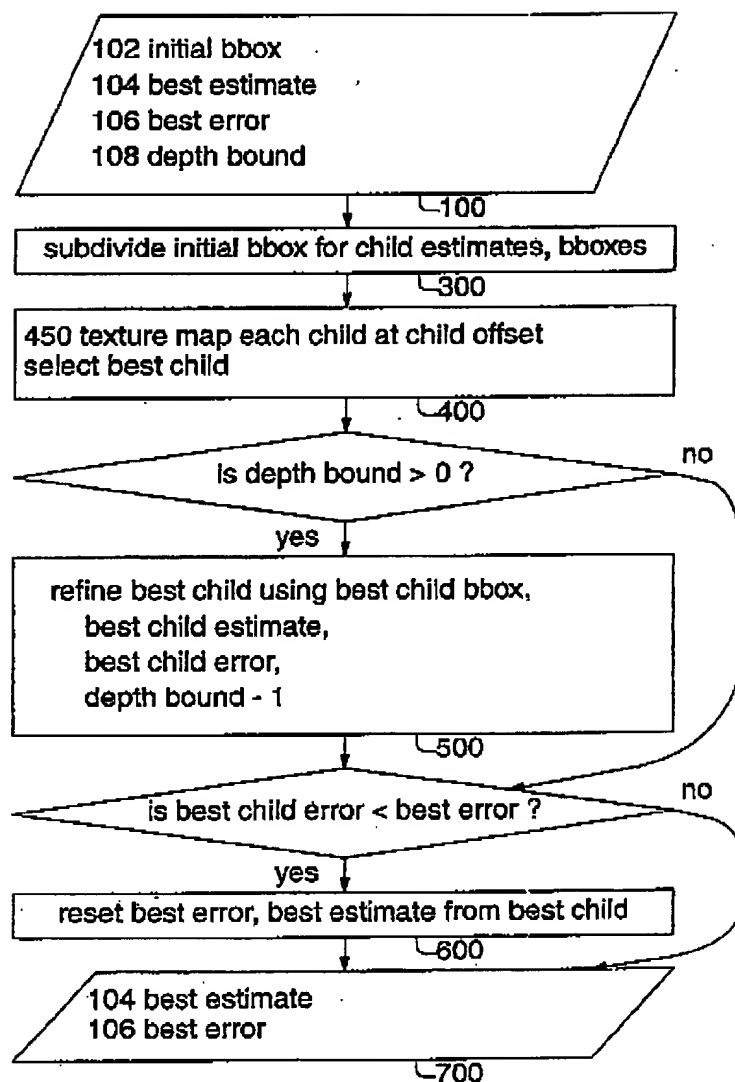 102 initial bbox
104 best estimate
106 best error
108 depth bound
100
subdivide initial bbox for child estimates, bboxes
300
450 texture map each child at child offset
select best child
400
is depth bound > 0 ?
no
yes
refine best child using best child bbox,
best child estimate,
best child error,
depth bound - 1
500
is best child error < best error ?
no
yes
reset best error, best estimate from best child
600
104 best estimate
106 best error
700